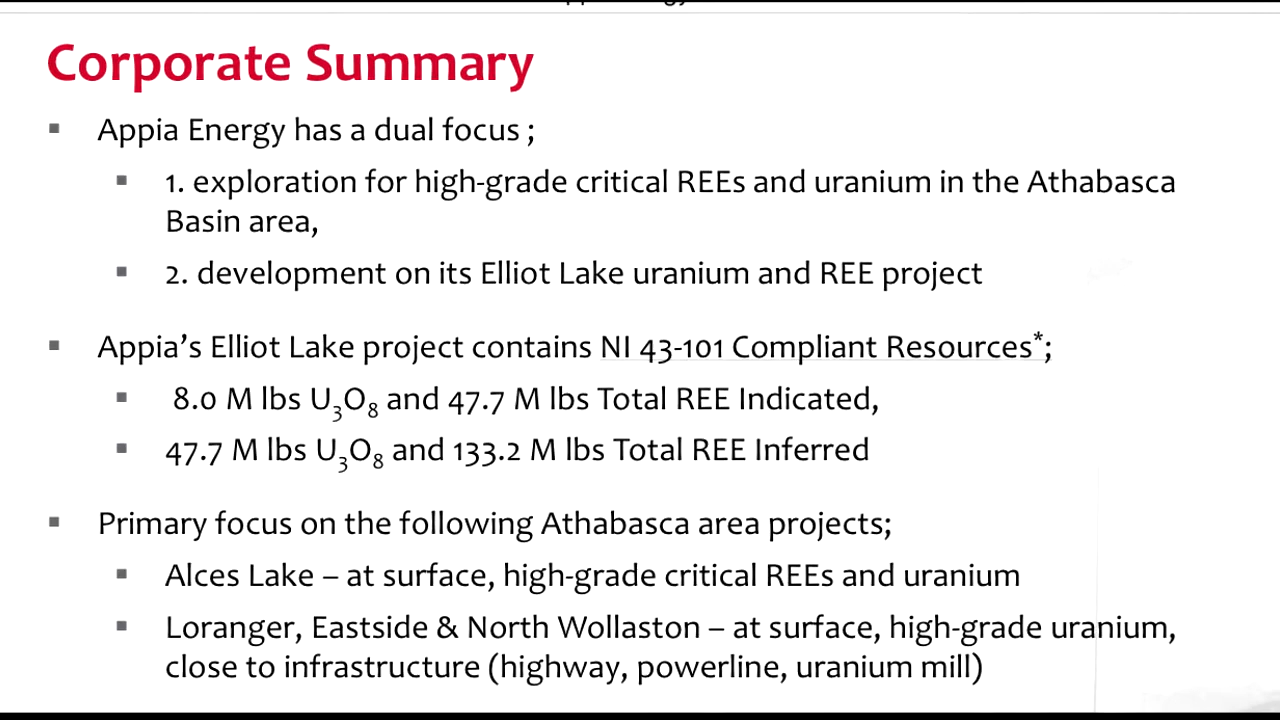 Corporate Summary
▪ Appia Energy has a dual focus ;
▪ 1. exploration for high-grade critical REEs and uranium in the Athabasca
Basin area,
▪ 2. development on its Elliot Lake uranium and REE project
▪ Appia’s Elliot Lake project contains NI 43-101 Compliant Resources*;
▪ 8.0 M lbs U₃O₈ and 47.7 M lbs Total REE Indicated,
▪ 47.7 M lbs U₃O₈ and 133.2 M lbs Total REE Inferred
▪ Primary focus on the following Athabasca area projects;
▪ Alces Lake – at surface, high-grade critical REEs and uranium
▪ Loranger, Eastside & North Wollaston – at surface, high-grade uranium,
close to infrastructure (highway, powerline, uranium mill)